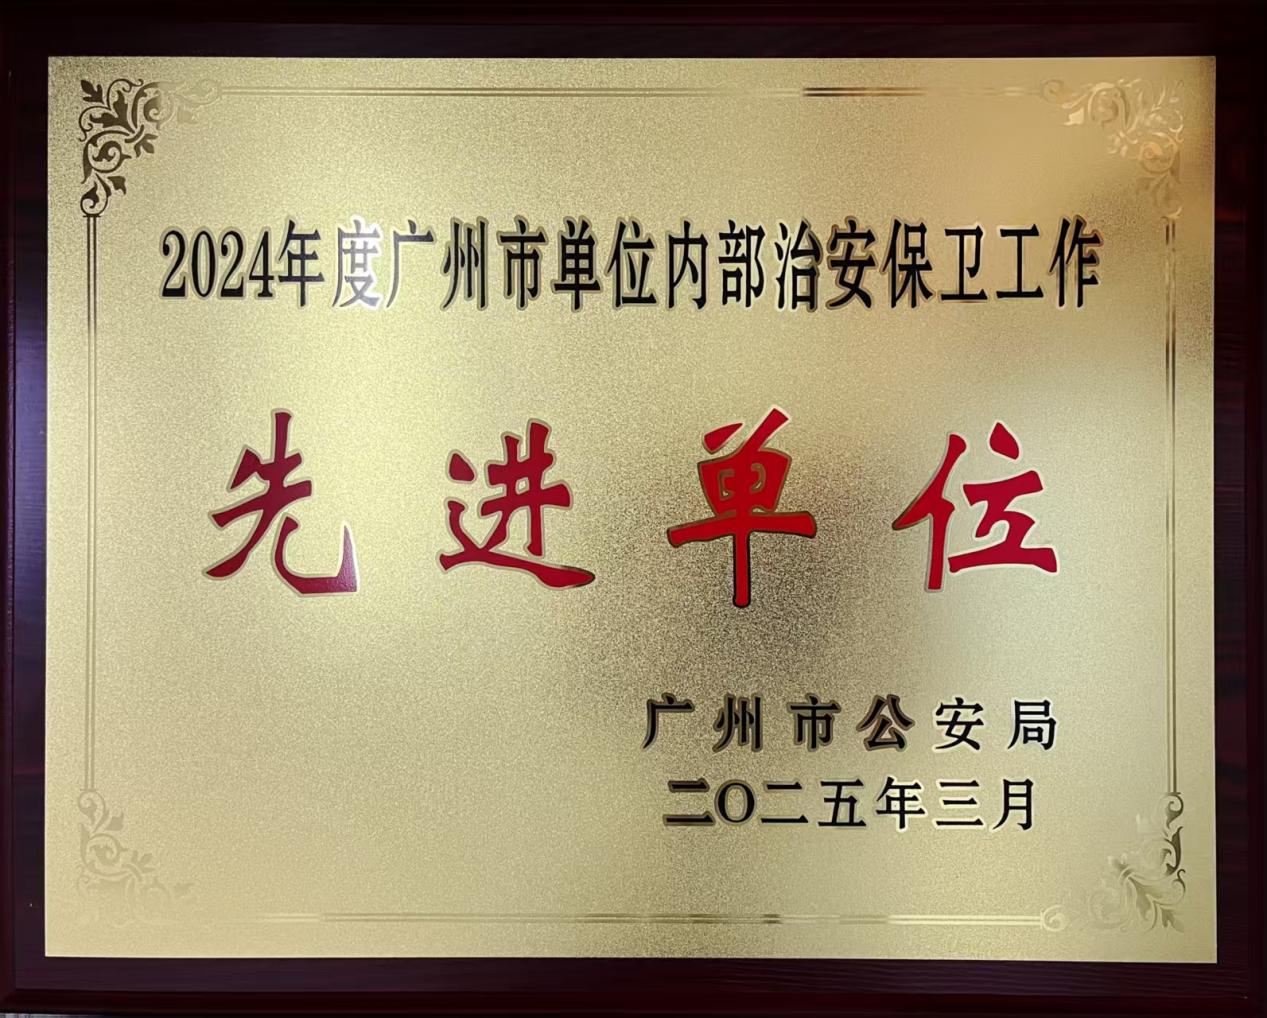 2024年度广州市单位内部治安保卫工作
先进单位
广州市公安局
二〇二五年三月